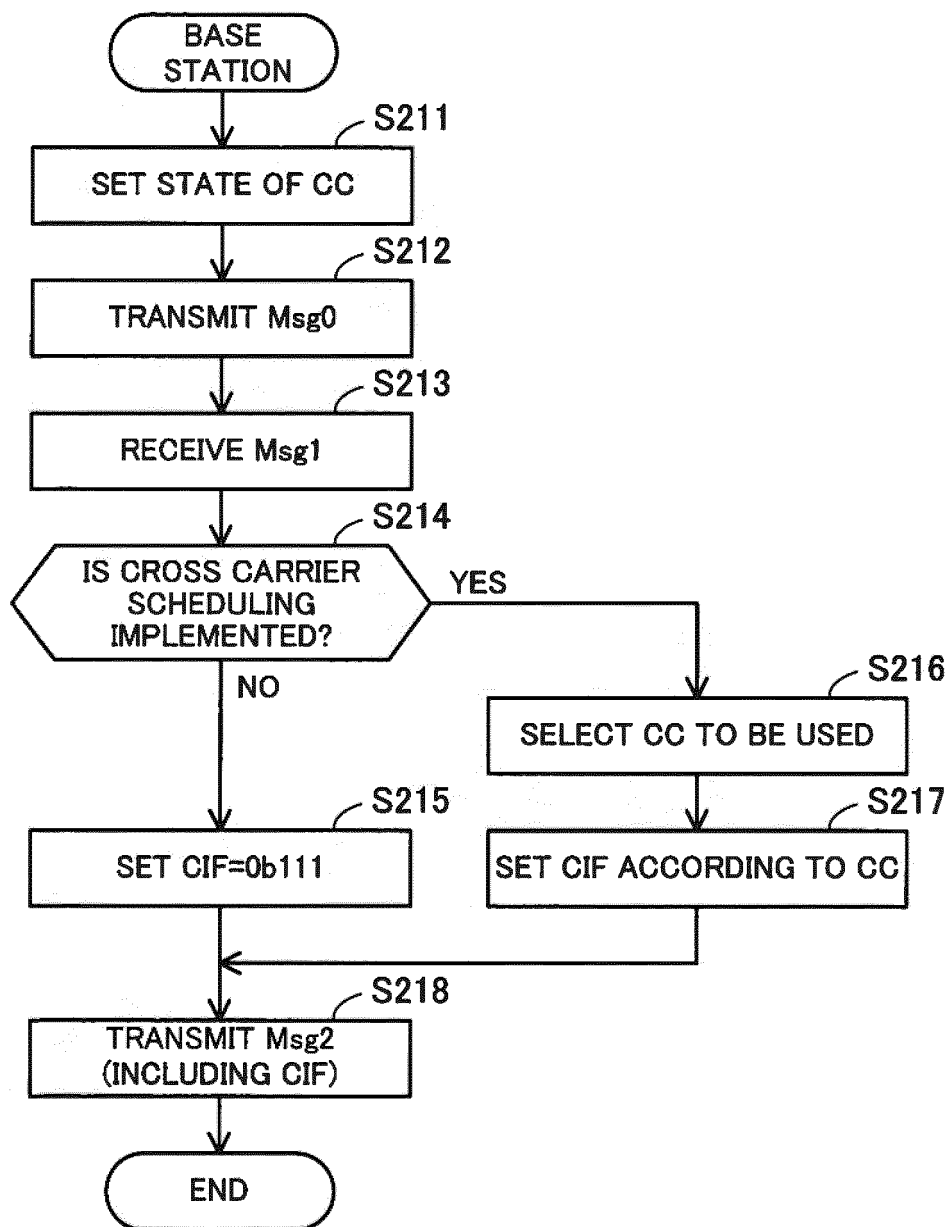 BASE
STATION
S211
SET STATE OF CC
S212
TRANSMIT Msg0
S213
RECEIVE Msg1
S214
IS CROSS CARRIER
SCHEDULING
IMPLEMENTED?
YES
NO
S216
SELECT CC TO BE USED
S215
SET CIF=0b111
S217
SET CIF ACCORDING TO CC
S218
TRANSMIT Msg2
(INCLUDING CIF)
END